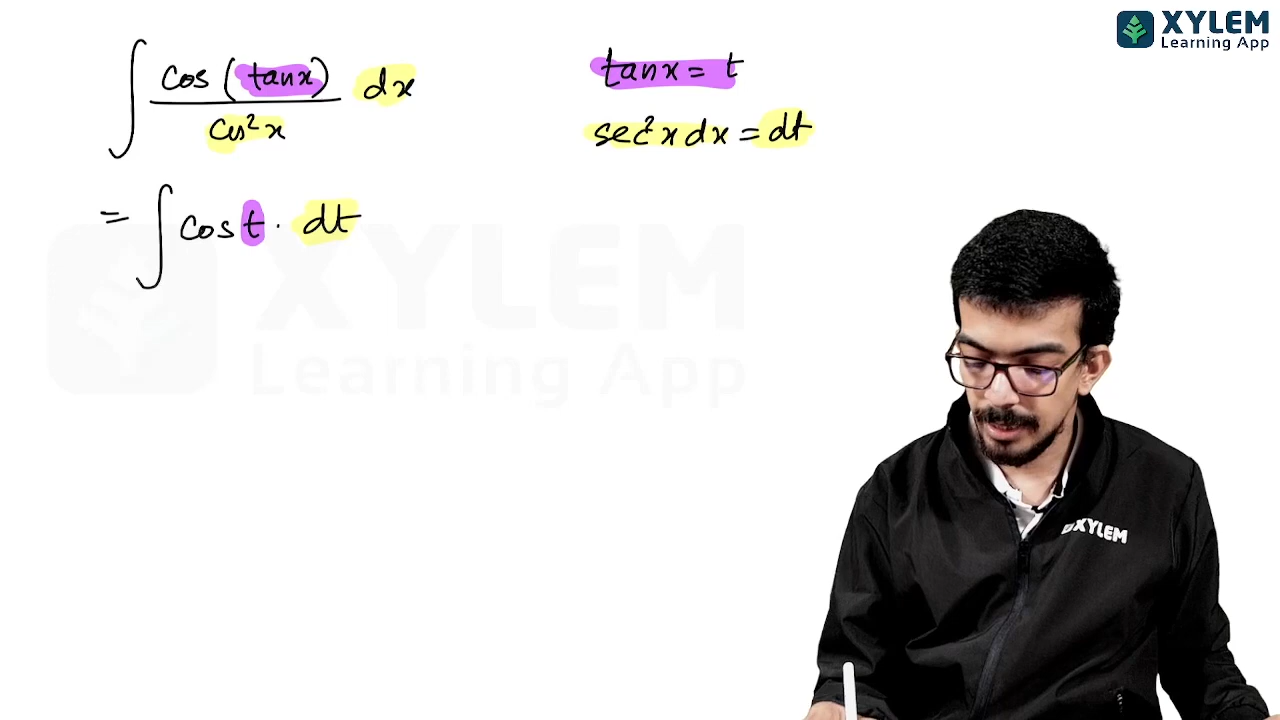 XYLEM
Learning App
∫ cos (tanx) / cos²x dx
tanx = t
sec²x dx = dt
= ∫ cos t · dt
XYLEM
Learning App
XYLEM